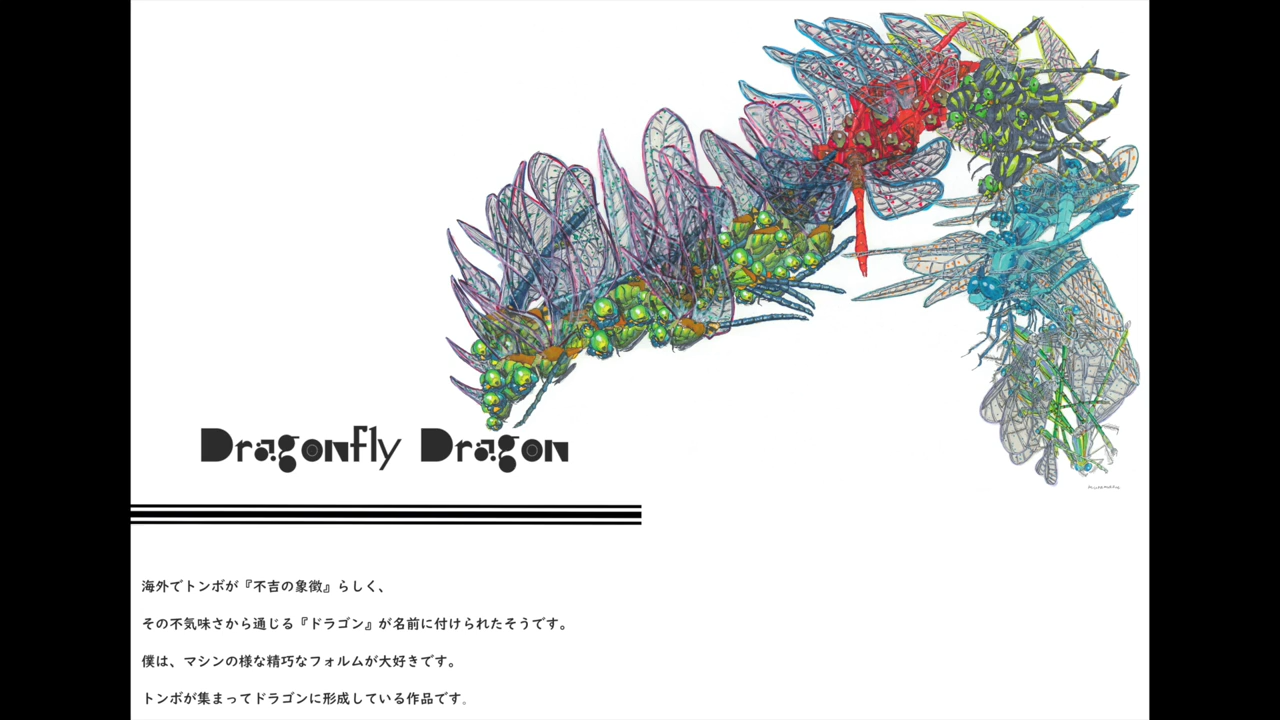 Dragonfly Dragon
海外でトンボが『不吉の象徴』らしく、
その不気味さから通じる『ドラゴン』が名前に付けられたそうです。
僕は、マシンの様な精巧なフォルムが大好きです。
トンボが集まってドラゴンに形成している作品です。